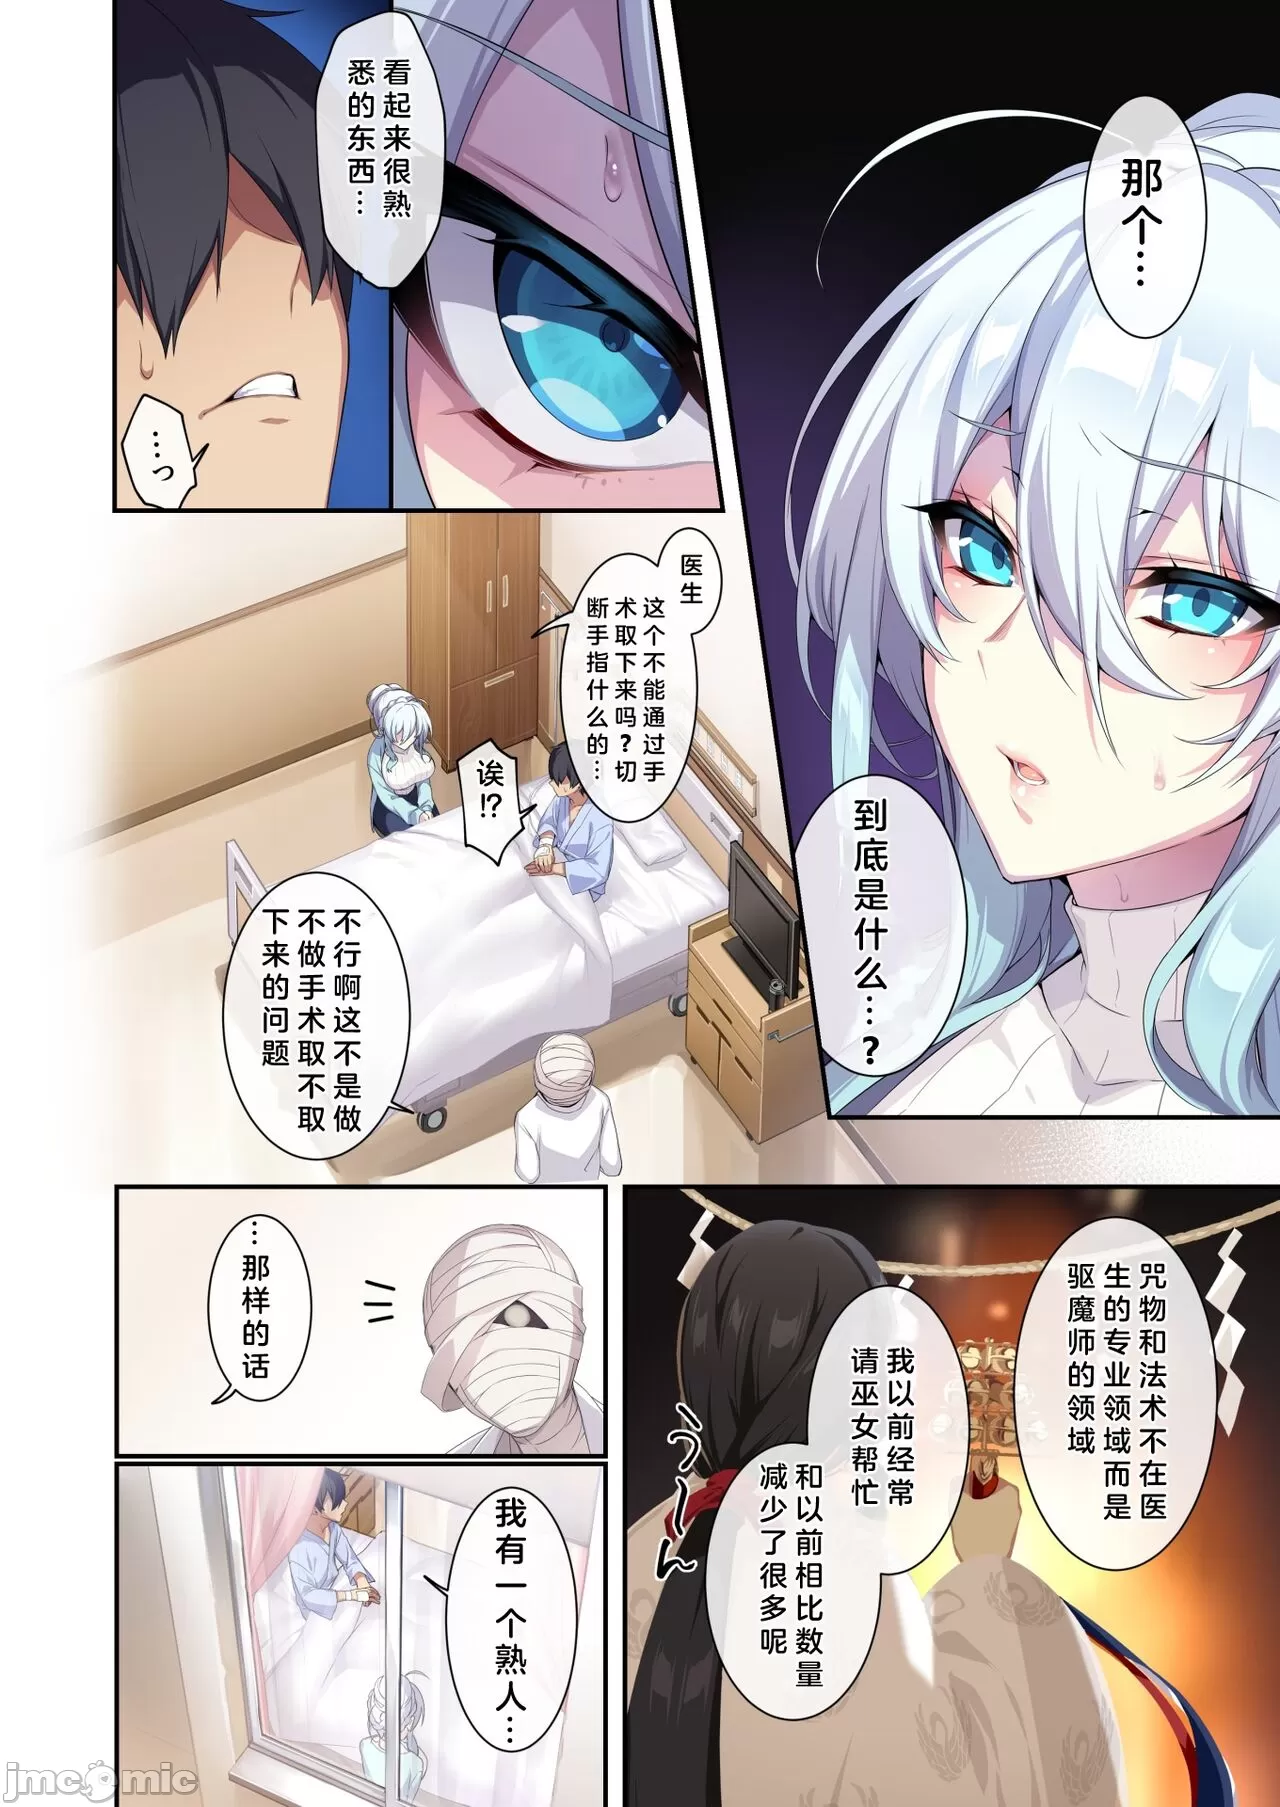 那个…
到底是什么…?
看起来很熟
悉的东西…
…っ
医生
这个不能通过手
术取下来吗?切
断手指什么的…
诶!?
不行啊这不是做
不做手术取不取
下来的问题
咒物和法术不在医
生的专业领域而是
驱魔师的领域
我以前经常
请巫女帮忙
和以前相比数量
减少了很多呢
うーん
…那样的话
我有一个熟人…
jmcomic